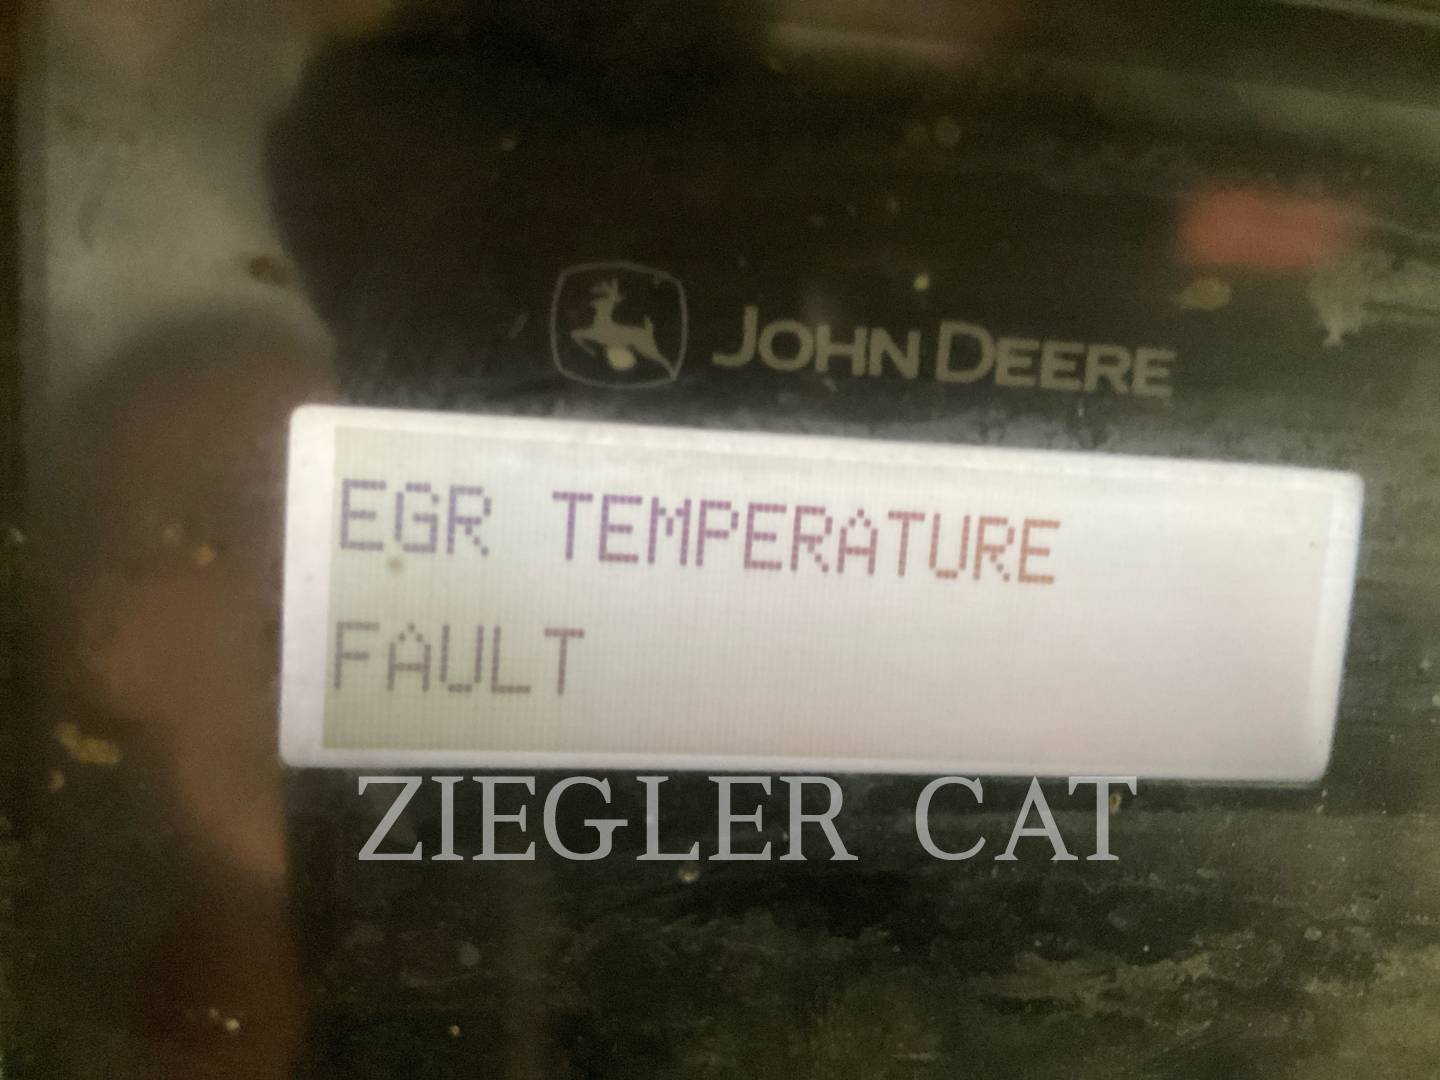 JOHN DEERE
EGR TEMPERATURE
FAULT
ZIEGLER CAT